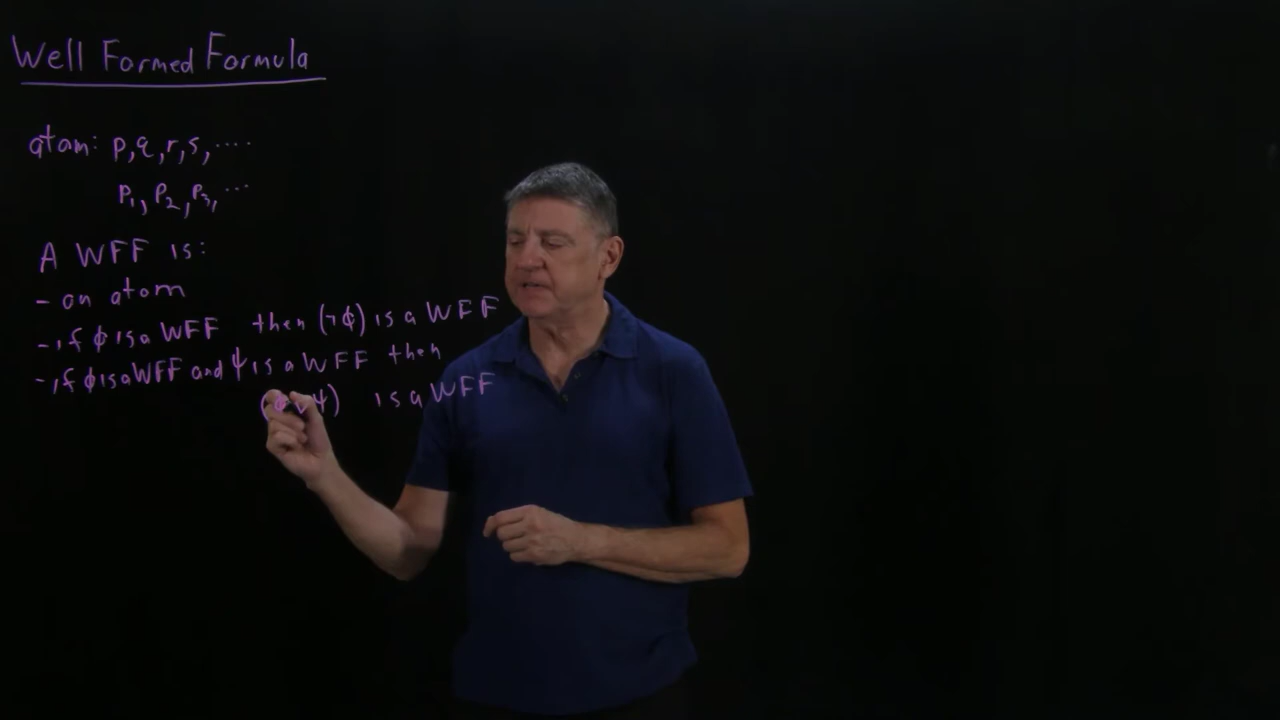 Well Formed Formula
atom: p, q, r, s, ....
p₁, p₂, p₃, ...
A WFF is:
- an atom
- if ϕ is a WFF then (¬ϕ) is a WFF
- if ϕ is a WFF and ψ is a WFF then
(ϕ ψ) is a WFF